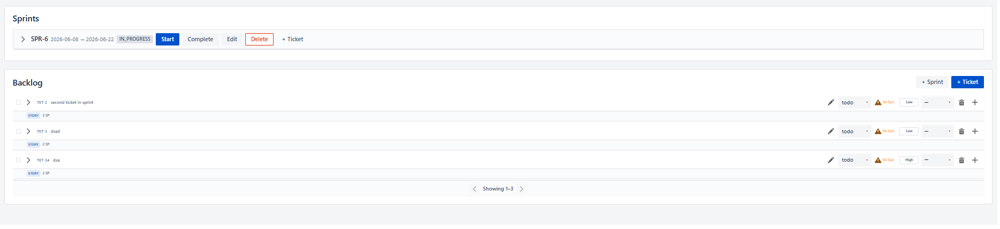 Sprints
SPR-6 2026-06-08 → 2026-06-22 IN_PROGRESS Start Complete Edit Delete + Ticket
Backlog + Sprint + Ticket
TKT-2 second ticket in sprint todo No Epic Low —
STORY 3 SP
TKT-3 dsad todo No Epic Low —
STORY 2 SP
TKT-34 dsa todo No Epic High —
STORY 2 SP
Showing 1–3